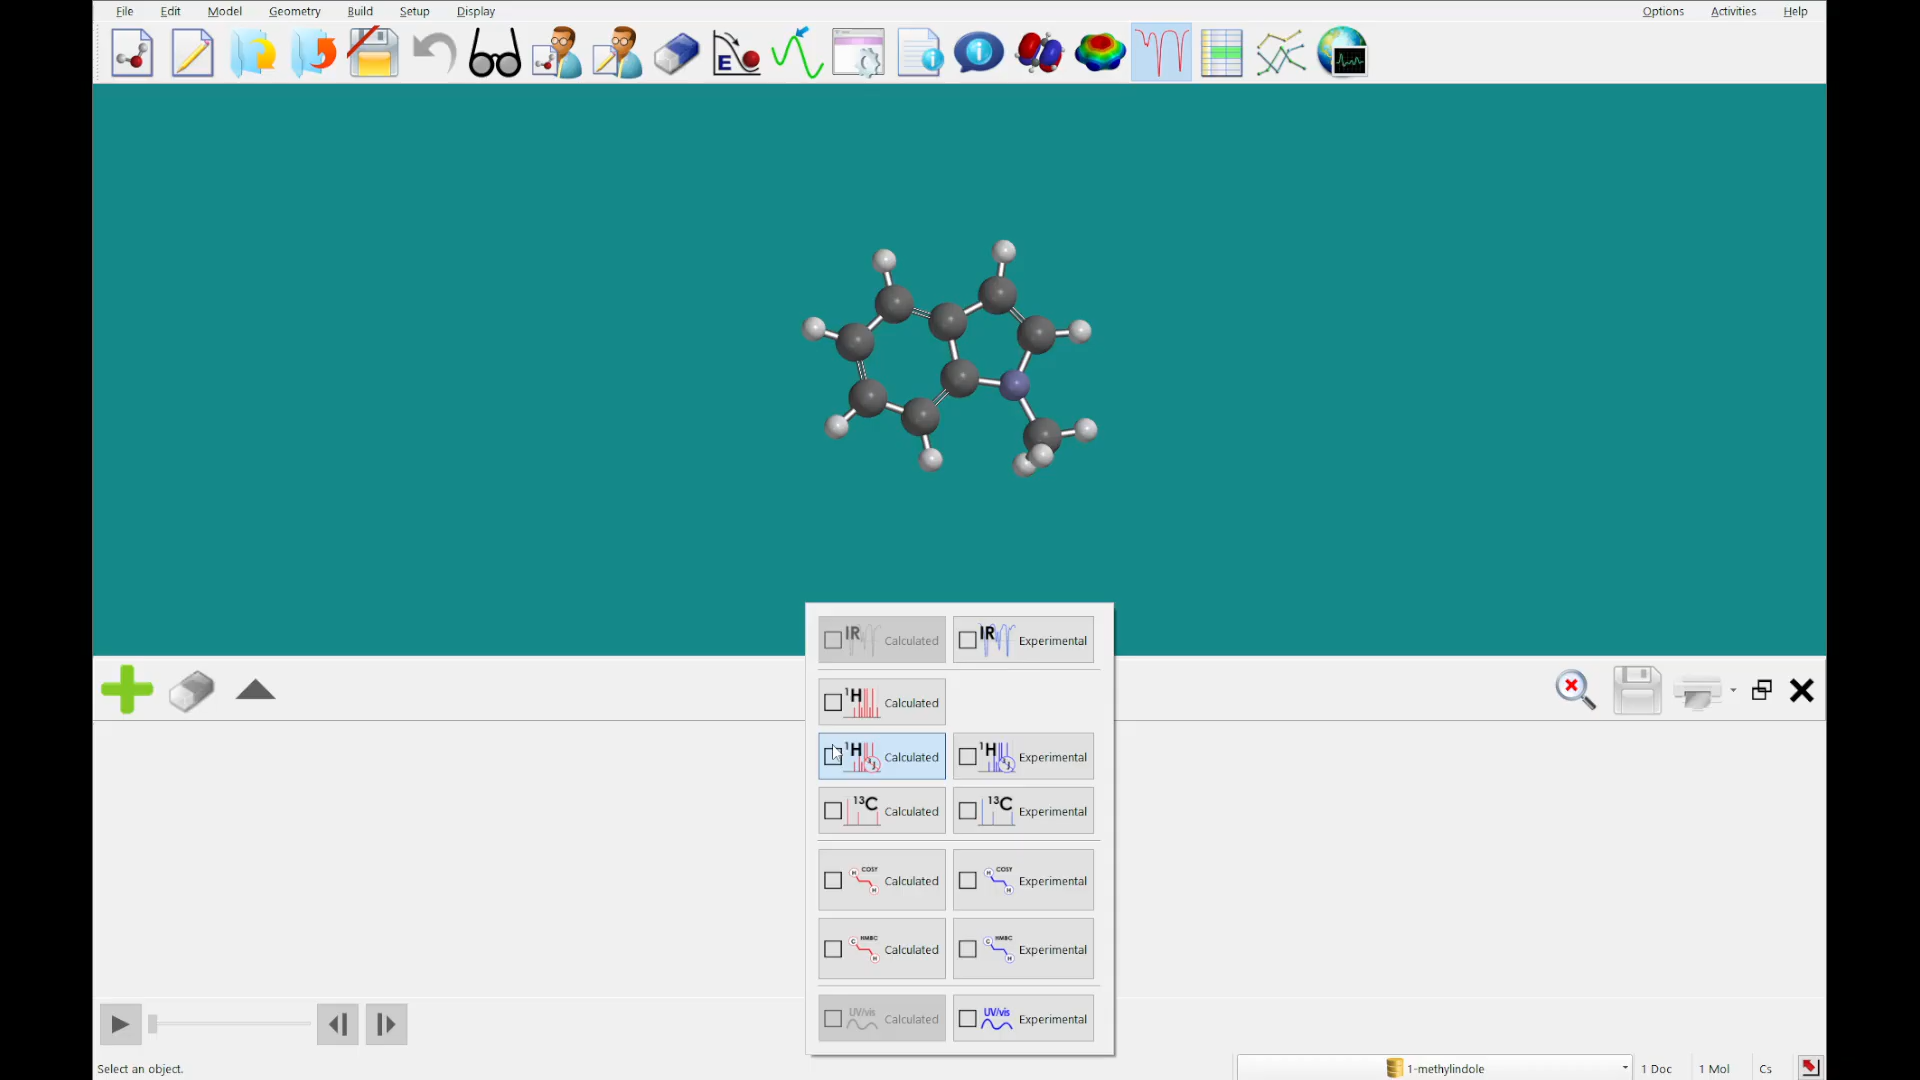 File Edit Model Geometry Build Setup Display Options Activities Help
E
IR Calculated IR Experimental
1H Calculated
1H J Calculated 1H J Experimental
13C Calculated 13C Experimental
COSY H H Calculated COSY H H Experimental
HMBC C H Calculated HMBC C H Experimental
UV/vis Calculated UV/vis Experimental
Select an object. 1-methylindole 1 Doc 1 Mol Cs